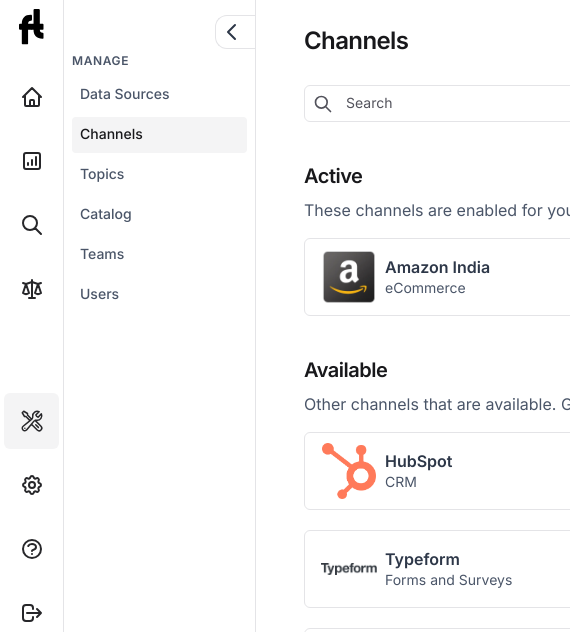 MANAGE
Data Sources
Channels
Topics
Catalog
Teams
Users
Channels
Search
Active
These channels are enabled for you
Amazon India
eCommerce
Available
Other channels that are available. G
HubSpot
CRM
Typeform
Typeform
Forms and Surveys